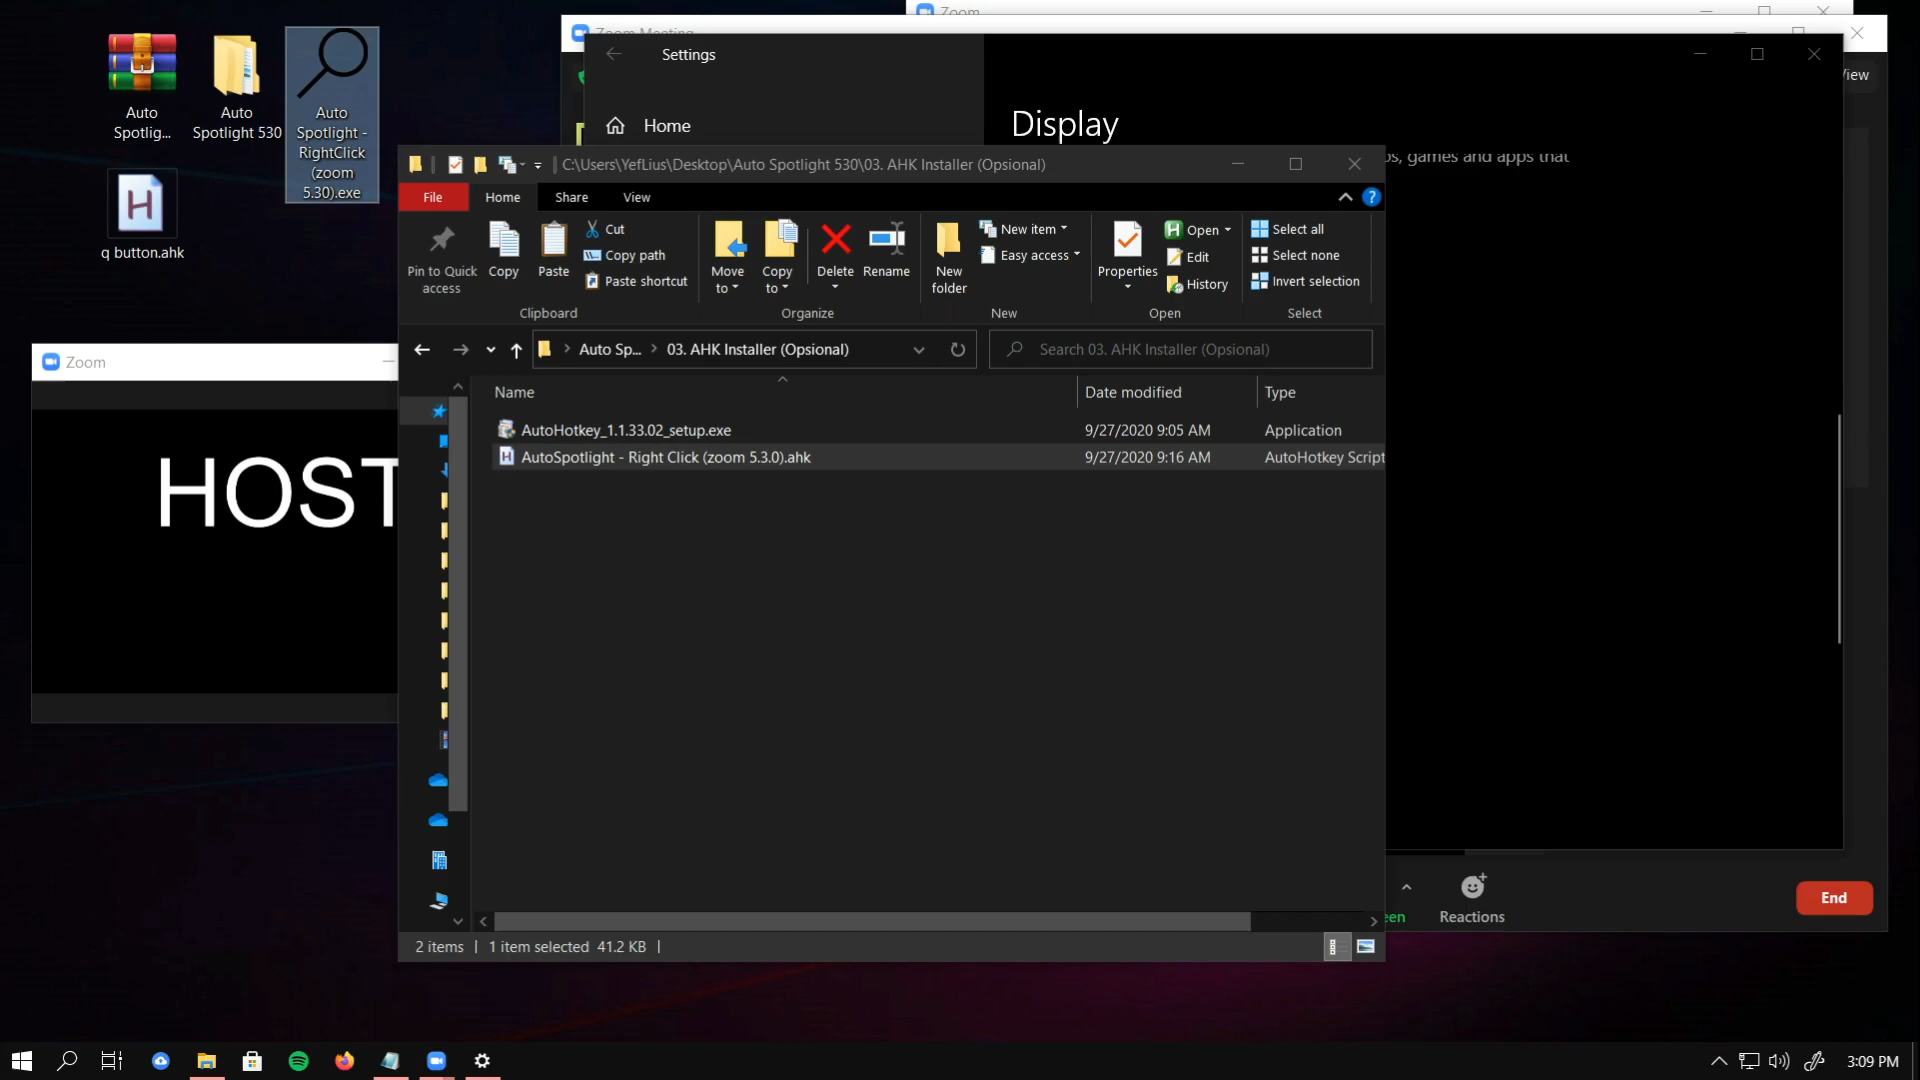 Auto
Spotlig...
Auto
Spotlight 530
Auto
Spotlight -
RightClick
(zoom
5.30).exe
q button.ahk
Zoom
Zoom Meeting
View
Settings
Home
Display
games and apps that
C:\Users\YefLius\Desktop\Auto Spotlight 530\03. AHK Installer (Opsional)
File
Home
Share
View
Pin to Quick
access
Copy
Paste
Cut
Copy path
Paste shortcut
Clipboard
Move
to
Copy
to
Delete
Rename
Organize
New
folder
New item
Easy access
New
Properties
Open
Edit
History
Open
Select all
Select none
Invert selection
Select
Auto Sp...
03. AHK Installer (Opsional)
Search 03. AHK Installer (Opsional)
Name
Date modified
Type
AutoHotkey_1.1.33.02_setup.exe
9/27/2020 9:05 AM
Application
AutoSpotlight - Right Click (zoom 5.3.0).ahk
9/27/2020 9:16 AM
AutoHotkey Script
2 items
1 item selected 41.2 KB
Zoom
HOST
Reactions
End
3:09 PM